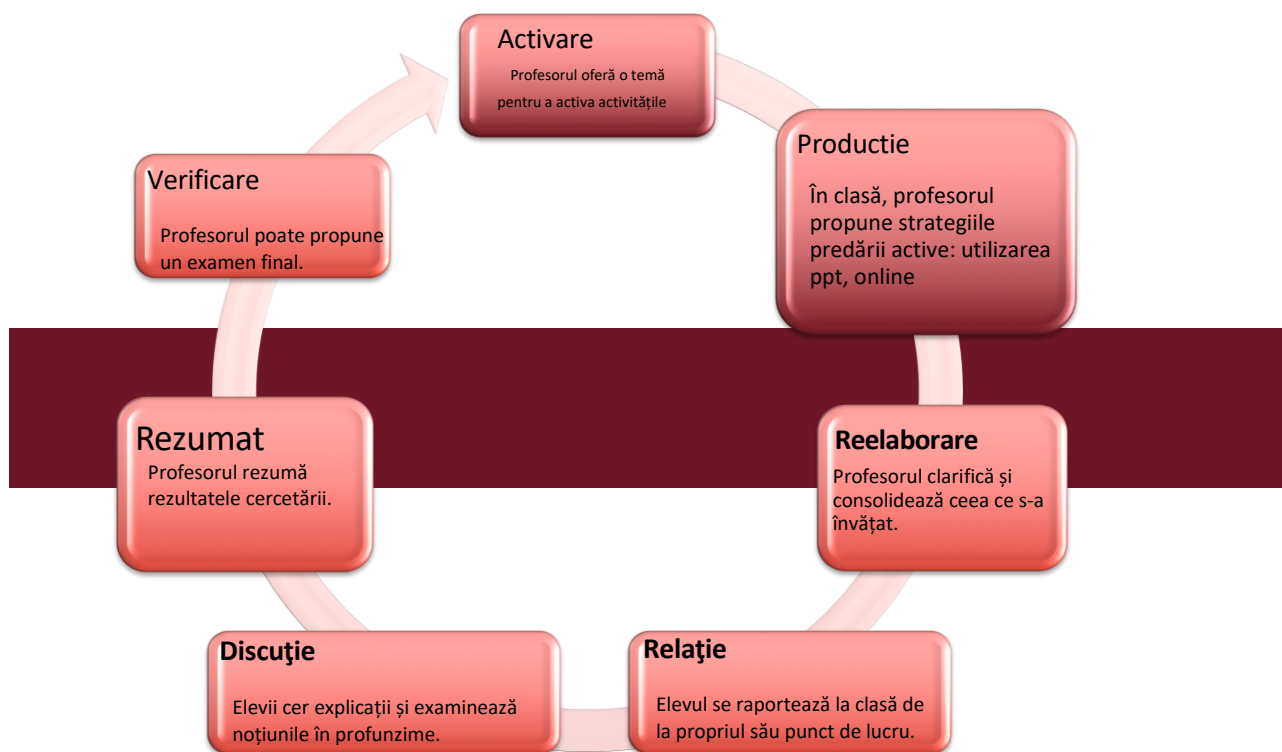 Activare
Profesorul oferă o temă
pentru a activa activitățile
Productie
În clasă, profesorul
propune strategiile
predării active: utilizarea
ppt, online
Reelaborare
Profesorul clarifică și
consolidează ceea ce s-a
învățat.
Relaţie
Elevul se raportează la clasă de
la propriul său punct de lucru.
Discuţie
Elevii cer explicații și examinează
noțiunile în profunzime.
Rezumat
Profesorul rezumă
rezultatele cercetării.
Verificare
Profesorul poate propune
un examen final.